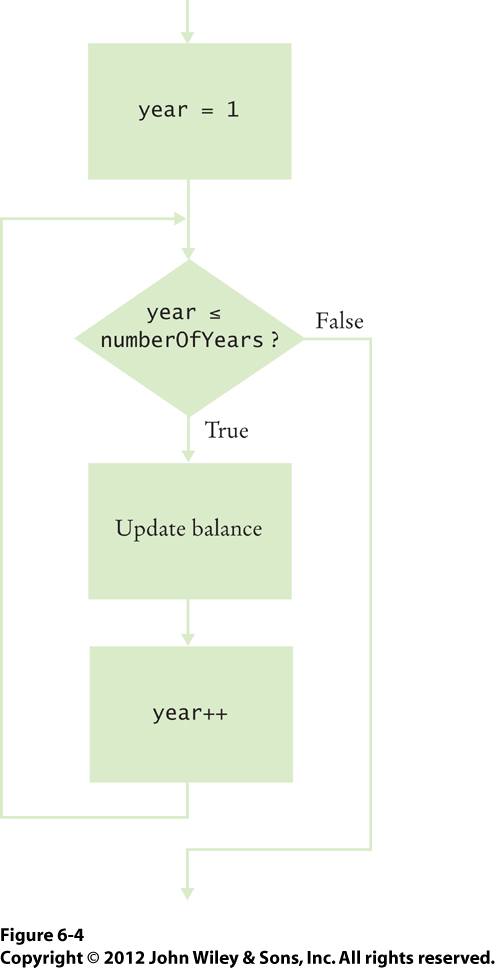 year = 1
year ≤
numberOfYears ?
False
True
Update balance
year++
Figure 6-4
Copyright © 2012 John Wiley & Sons, Inc. All rights reserved.